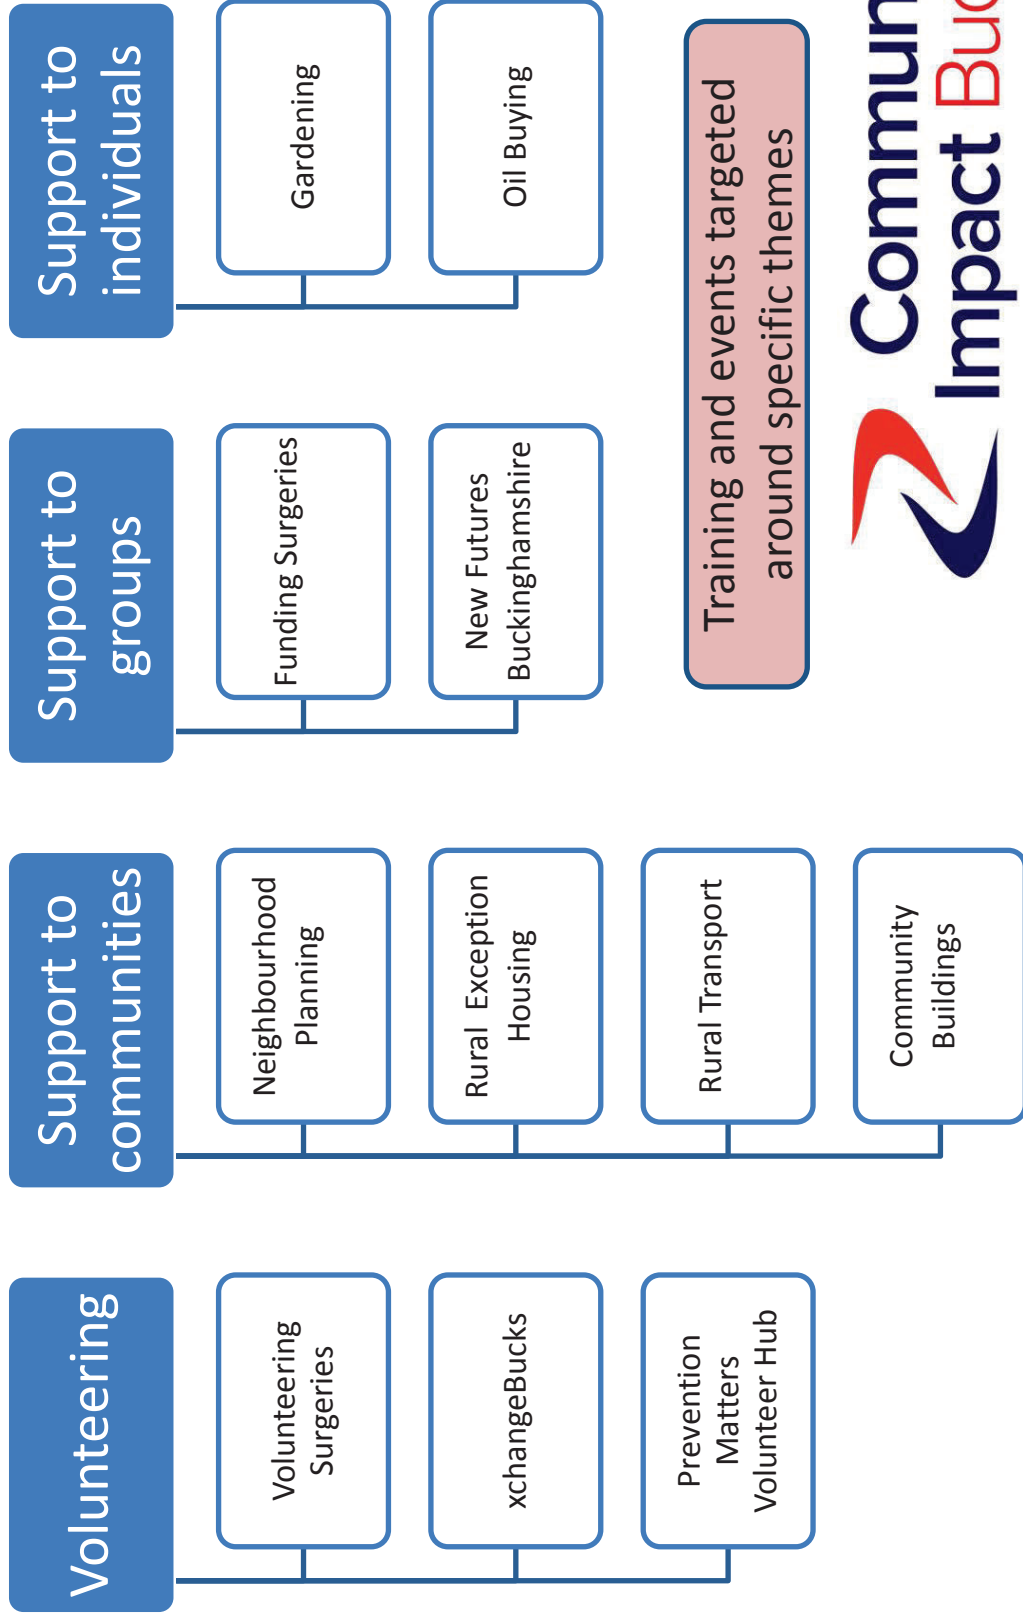 Volunteering
Volunteering
Surgeries
xchangeBucks
Prevention
Matters
Volunteer Hub
Support to
communities
Neighbourhood
Planning
Rural Exception
Housing
Rural Transport
Community
Buildings
Support to
groups
Funding Surgeries
New Futures
Buckinghamshire
Support to
individuals
Gardening
Oil Buying
Training and events targeted
around specific themes
Impact